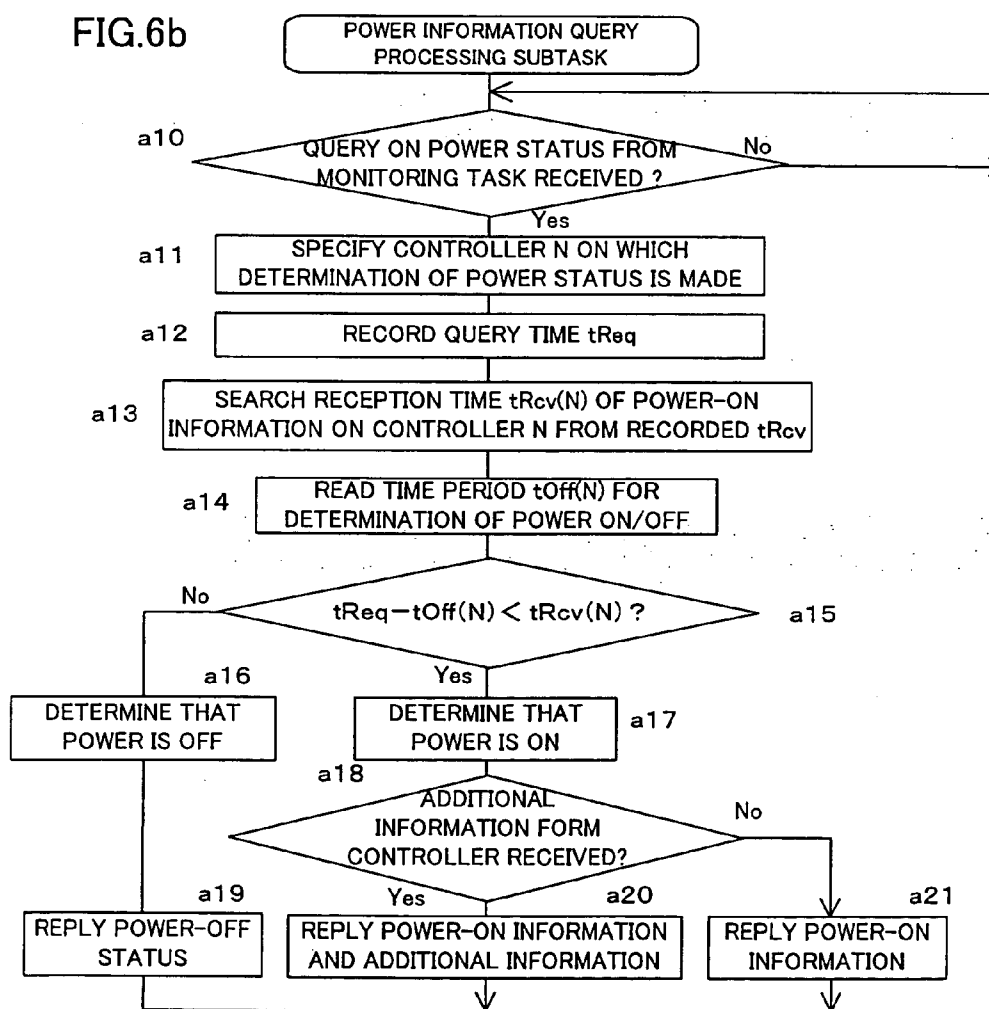 FIG.6b
POWER INFORMATION QUERY
PROCESSING SUBTASK
a10
QUERY ON POWER STATUS FROM
MONITORING TASK RECEIVED ?
No
Yes
a11
SPECIFY CONTROLLER N ON WHICH
DETERMINATION OF POWER STATUS IS MADE
a12
RECORD QUERY TIME tReq
a13
SEARCH RECEPTION TIME tRcv(N) OF POWER-ON
INFORMATION ON CONTROLLER N FROM RECORDED tRcv
a14
READ TIME PERIOD tOff(N) FOR
DETERMINATION OF POWER ON/OFF
No
tReq-tOff(N) < tRcv(N) ?
a15
Yes
a16
DETERMINE THAT
POWER IS OFF
DETERMINE THAT
POWER IS ON
a17
a18
ADDITIONAL
INFORMATION FORM
CONTROLLER RECEIVED?
No
Yes
a19
REPLY POWER-OFF
STATUS
a20
REPLY POWER-ON INFORMATION
AND ADDITIONAL INFORMATION
a21
REPLY POWER-ON
INFORMATION